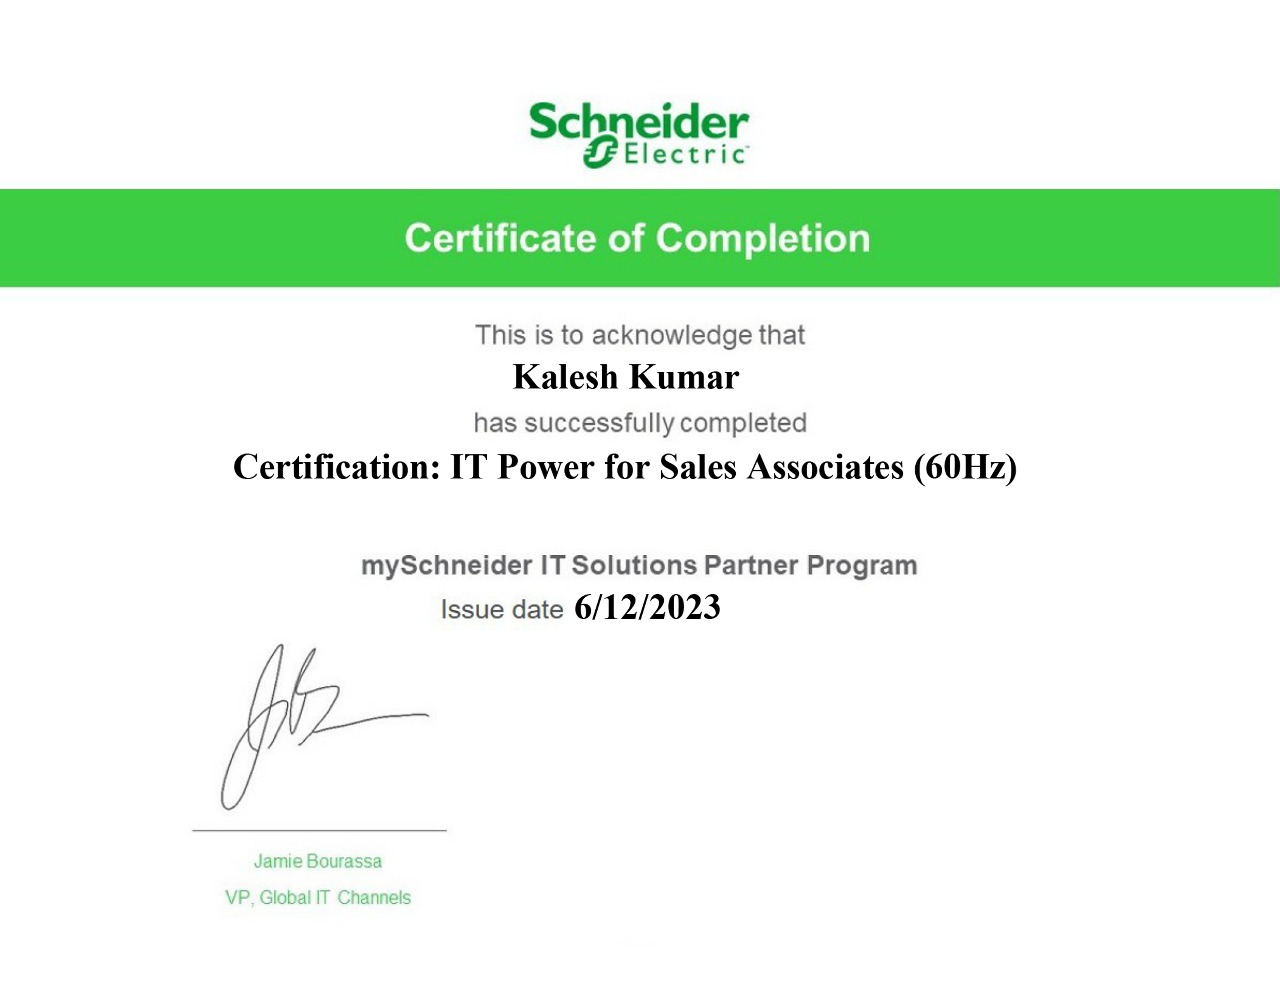 Schneider
Electric™
Certificate of Completion
This is to acknowledge that
Kalesh Kumar
has successfully completed
Certification: IT Power for Sales Associates (60Hz)
mySchneider IT Solutions Partner Program
Issue date 6/12/2023
Jamie Bourassa
VP, Global IT Channels